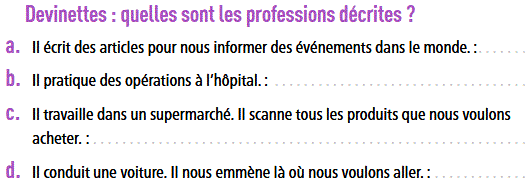 Devinettes : quelles sont les professions décrites ?
a. Il écrit des articles pour nous informer des événements dans le monde. : . . . . . . .
b. Il pratique des opérations à l'hôpital. : . . . . . . . . . . . . . . . . . . . . . . . . . . . . . . . . . . . .
c. Il travaille dans un supermarché. Il scanne tous les produits que nous voulons
acheter. : . . . . . . . . . . . . . . . . . . . . . . . . . . . . . . . . . . . . . . . . . . . . . . . . . . . . . . . . . . . .
d. Il conduit une voiture. Il nous emmène là où nous voulons aller. : . . . . . . . . . . . . .